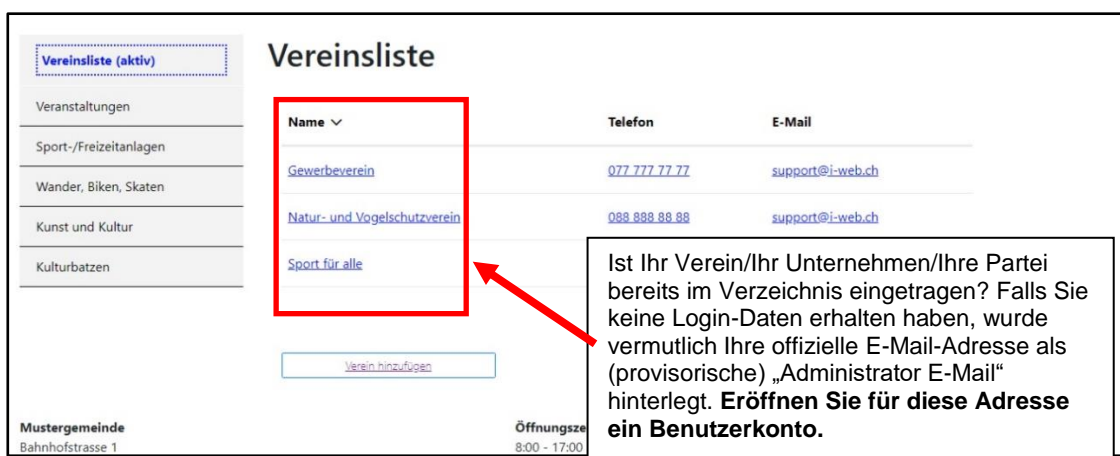 Vereinsliste (aktiv)
Veranstaltungen
Sport-/Freizeitanlagen
Wander, Biken, Skaten
Kunst und Kultur
Kulturbatzen
Vereinsliste
Name Telefon E-Mail
Gewerbeverein 077 777 77 77 support@i-web.ch
Natur- und Vogelschutzverein 088 888 88 88 support@i-web.ch
Sport für alle
Verein hinzufügen
Ist Ihr Verein/Ihr Unternehmen/Ihre Partei
bereits im Verzeichnis eingetragen? Falls Sie
keine Login-Daten erhalten haben, wurde
vermutlich Ihre offizielle E-Mail-Adresse als
(provisorische) „Administrator E-Mail“
hinterlegt. Eröffnen Sie für diese Adresse
ein Benutzerkonto.
Mustergemeinde
Bahnhofstrasse 1
Öffnungsze
8:00 - 17:00